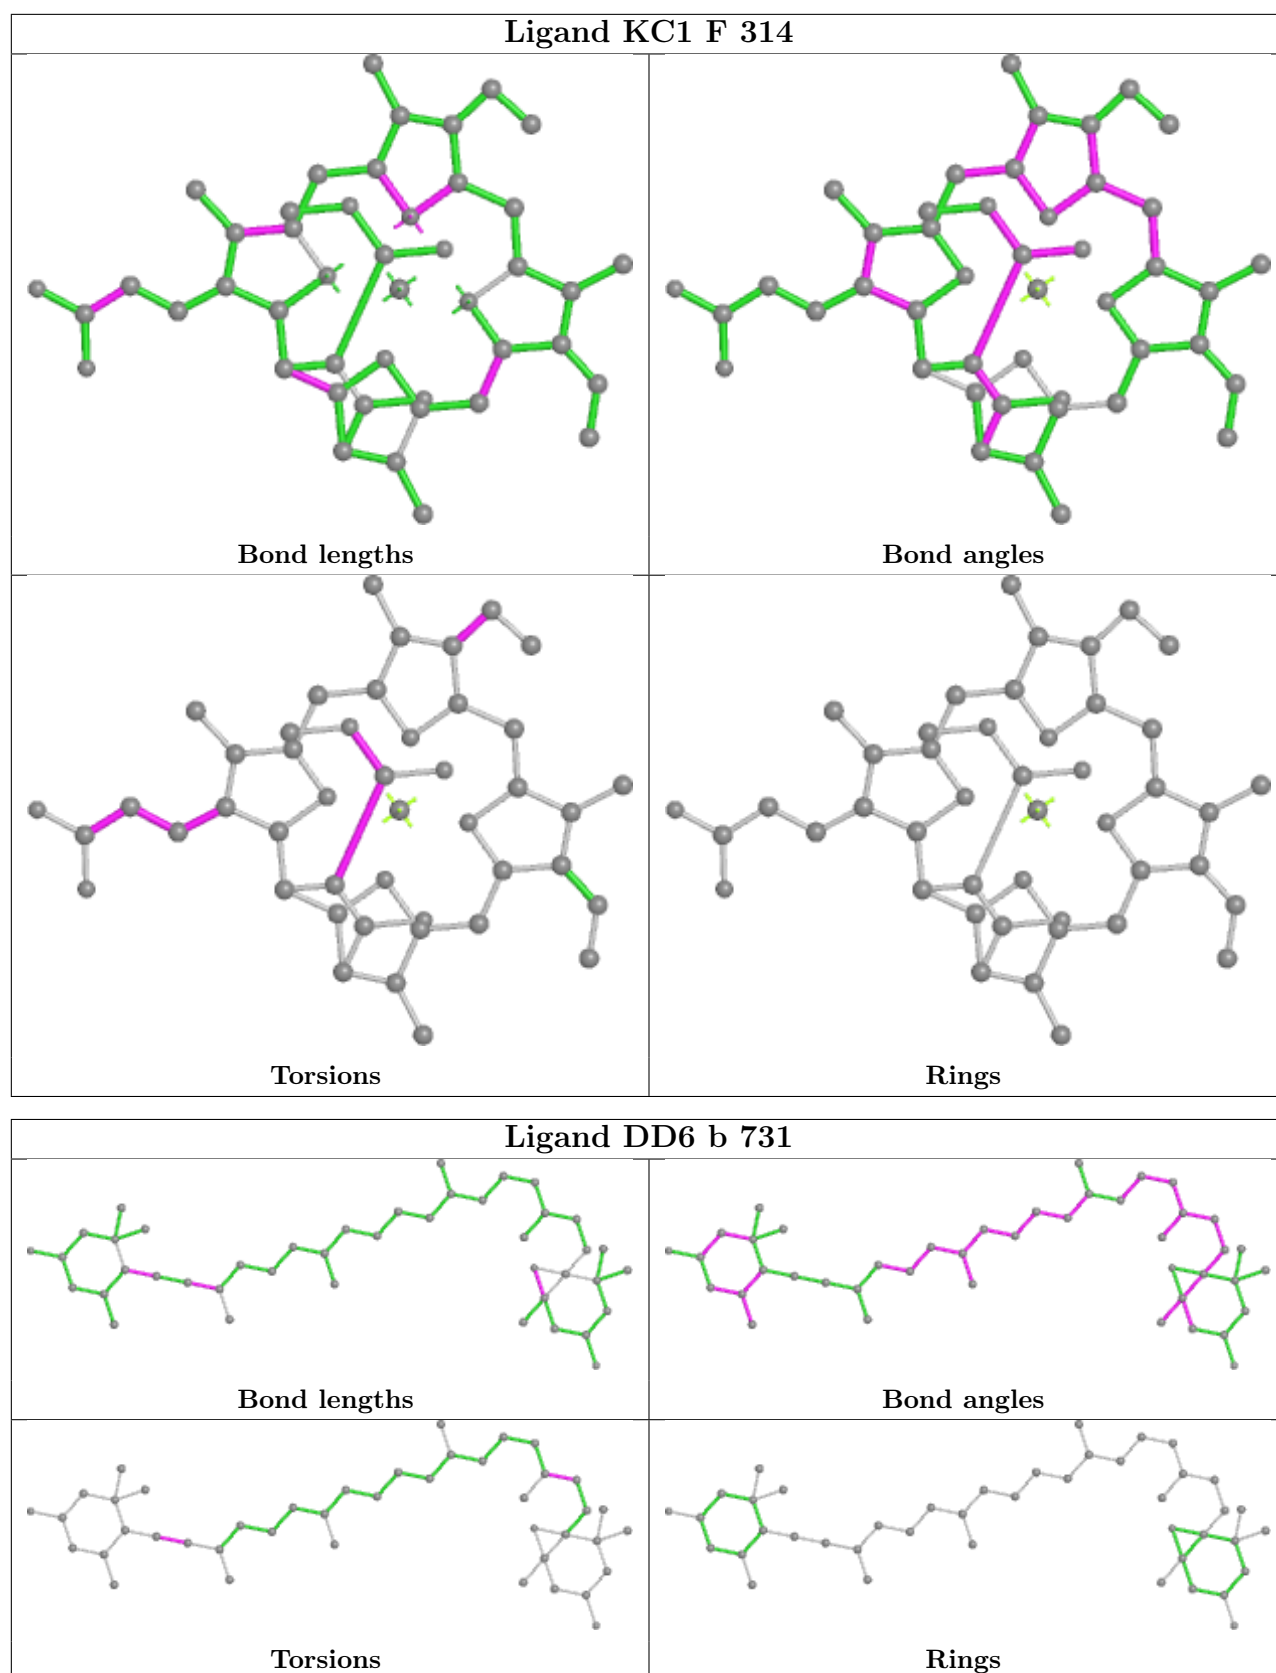 Ligand KC1 F 314
Bond lengths
Bond angles
Torsions
Rings
Ligand DD6 b 731
Bond lengths
Bond angles
Torsions
Rings